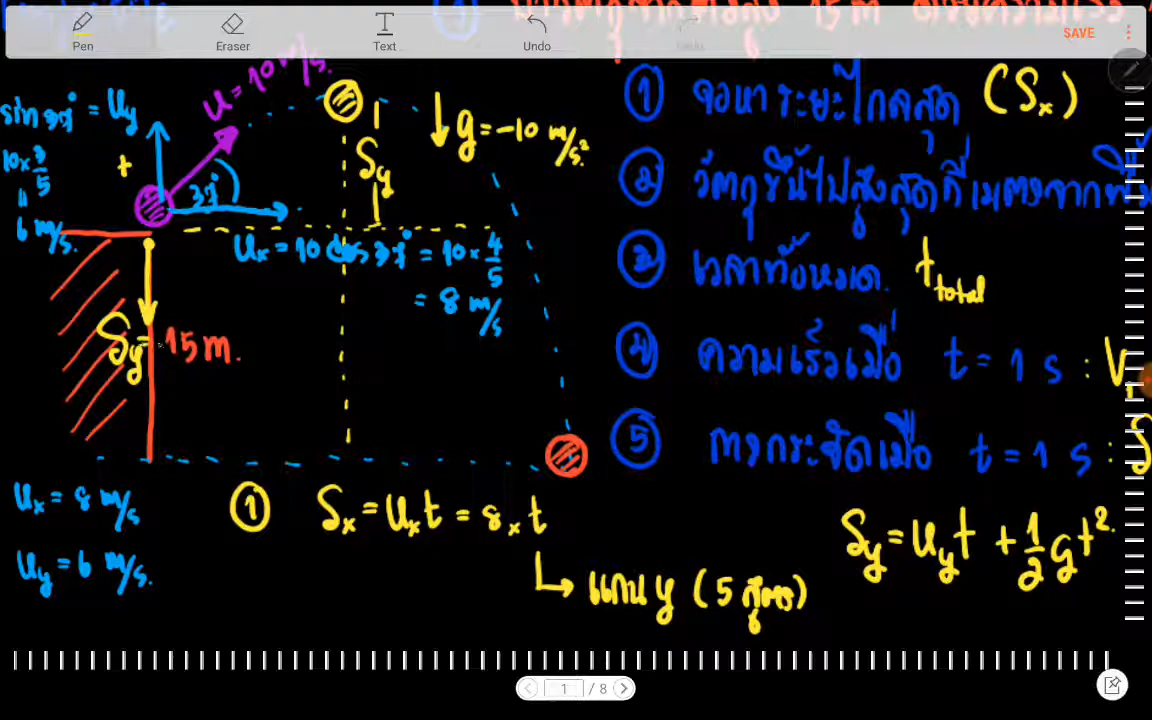 Pen
Eraser
Text
Undo
SAVE
15 m
u = 10 m/s.
sin 37° = uy
10 × 3/5
=
6 m/s.
+
37°
Sy
g = -10 m/s².
ux = 10 cos 37° = 10 × 4/5
= 8 m/s
Sy = 15 m.
① จงหาระยะไกลสุด (Sx)
② วัตถุขึ้นไปสูงสุดกี่เมตรจาก
③ เวลาทั้งหมด. t total
④ ความเร็วเมื่อ t = 1 s : V
⑤ การกระจัดเมื่อ t = 1 s : S
ux = 8 m/s
uy = 6 m/s.
① Sx = ux t = 8 × t
แกน y (5 สูตร)
Sy = uy t + 1/2 g t².
1 / 8